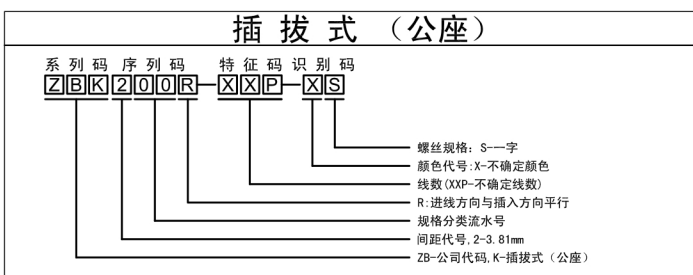 插拔式（公座）
系列码 序列码 特征码 识别码
ZBK200R-XXP-XS
螺丝规格: S---字
颜色代号:X-不确定颜色
线数(XXP-不确定线数)
R:进线方向与插入方向平行
规格分类流水号
间距代号,2-3.81mm
ZB-公司代码,K-插拔式（公座）